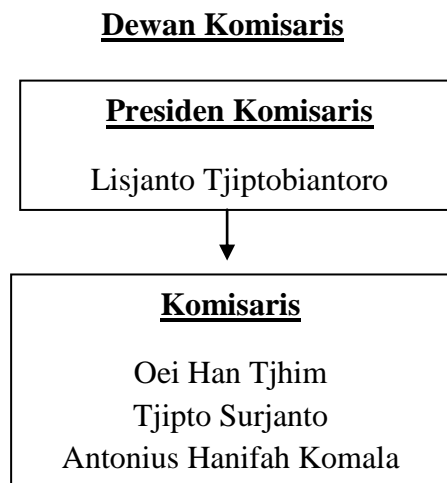 Dewan Komisaris
Presiden Komisaris
Lisjanto Tjiptobiantoro
Komisaris
Oei Han Tjhim
Tjipto Surjanto
Antonius Hanifah Komala